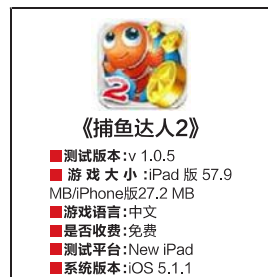 2
《捕鱼达人2》
■测试版本:v 1.0.5
■游戏大小:iPad 版 57.9
MB/iPhone版27.2 MB
■游戏语言:中文
■是否收费:免费
■测试平台:New iPad
■系统版本:iOS 5.1.1